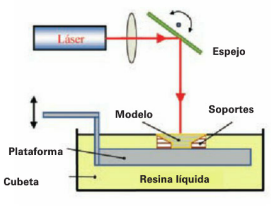 Láser
Espejo
Modelo
Soportes
Plataforma
Cubeta
Resina líquida